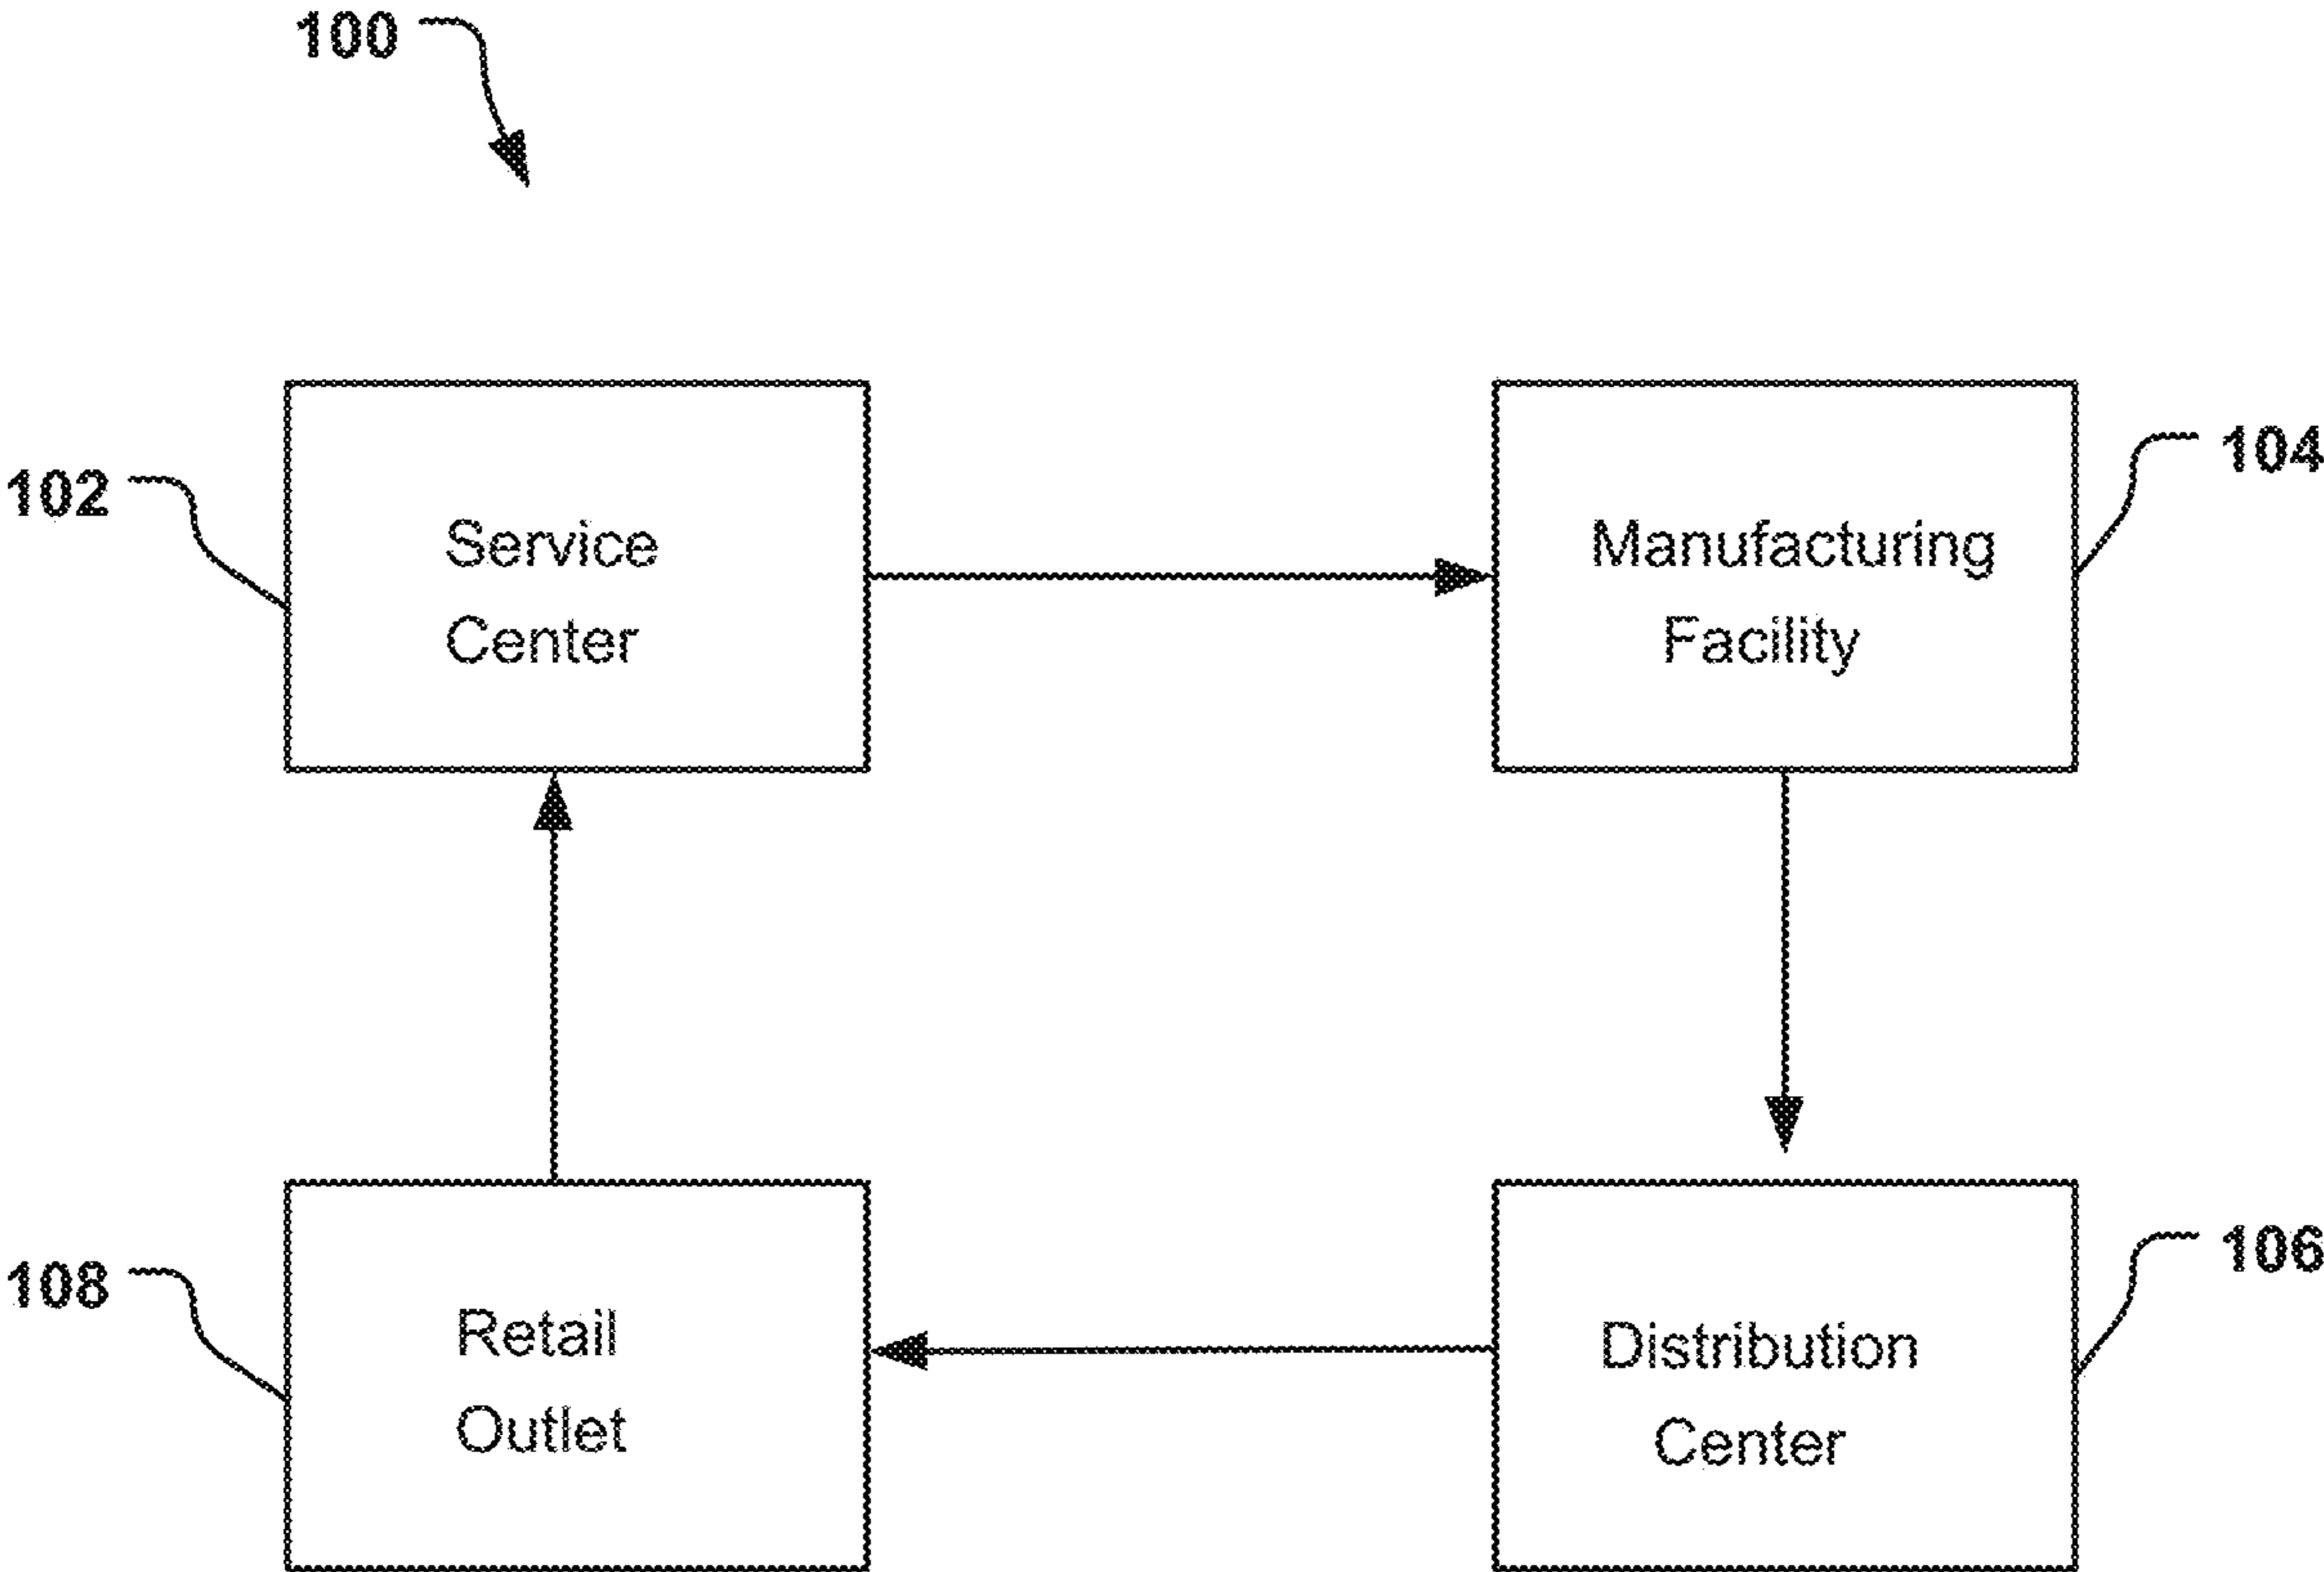 100
102
Service
Center
104
Manufacturing
Facility
108
Retail
Outlet
106
Distribution
Center